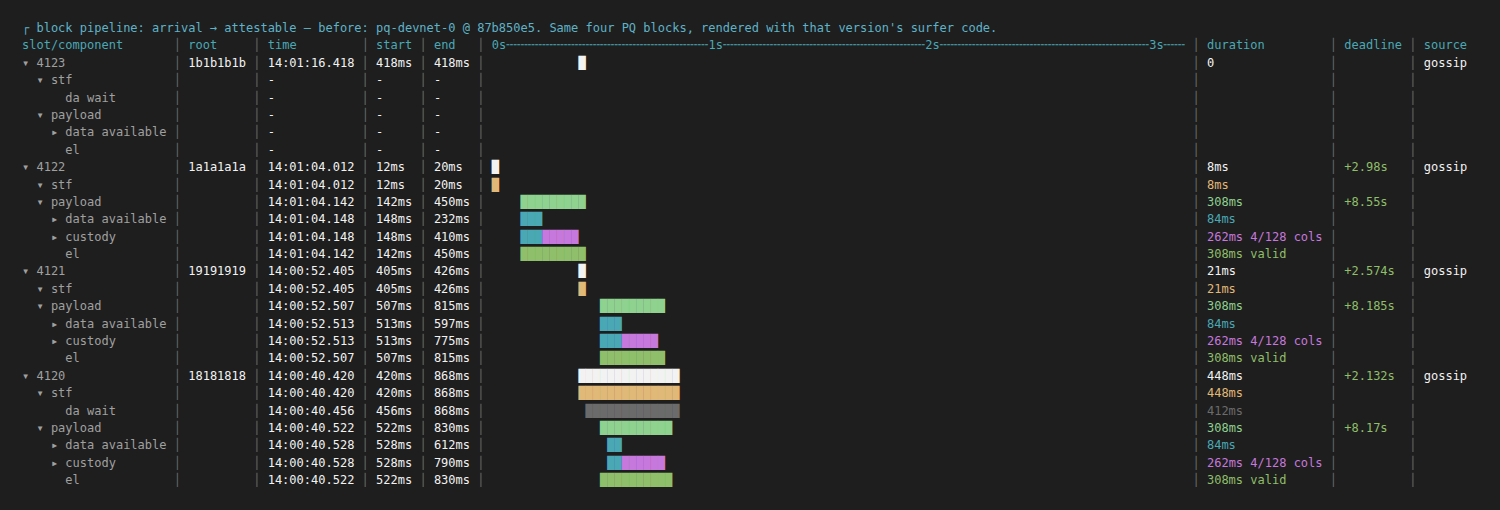 ┌ block pipeline: arrival → attestable — before: pq-devnet-0 @ 87b850e5. Same four PQ blocks, rendered with that version's surfer code.
slot/component │ root │ time │ start │ end │ 0s 1s 2s 3s │ duration │ deadline │ source
▾ 4123 │ 1b1b1b1b │ 14:01:16.418 │ 418ms │ 418ms │ │ 0 │ │ gossip
▾ stf │ │ - │ - │ - │ │ │ │
da wait │ │ - │ - │ - │ │ │ │
▾ payload │ │ - │ - │ - │ │ │ │
▸ data available │ │ - │ - │ - │ │ │ │
el │ │ - │ - │ - │ │ │ │
▾ 4122 │ 1a1a1a1a │ 14:01:04.012 │ 12ms │ 20ms │ │ 8ms │ +2.98s │ gossip
▾ stf │ │ 14:01:04.012 │ 12ms │ 20ms │ │ 8ms │ │
▾ payload │ │ 14:01:04.142 │ 142ms │ 450ms │ │ 308ms │ +8.55s │
▸ data available │ │ 14:01:04.148 │ 148ms │ 232ms │ │ 84ms │ │
▸ custody │ │ 14:01:04.148 │ 148ms │ 410ms │ │ 262ms 4/128 cols │ │
el │ │ 14:01:04.142 │ 142ms │ 450ms │ │ 308ms valid │ │
▾ 4121 │ 19191919 │ 14:00:52.405 │ 405ms │ 426ms │ │ 21ms │ +2.574s │ gossip
▾ stf │ │ 14:00:52.405 │ 405ms │ 426ms │ │ 21ms │ │
▾ payload │ │ 14:00:52.507 │ 507ms │ 815ms │ │ 308ms │ +8.185s │
▸ data available │ │ 14:00:52.513 │ 513ms │ 597ms │ │ 84ms │ │
▸ custody │ │ 14:00:52.513 │ 513ms │ 775ms │ │ 262ms 4/128 cols │ │
el │ │ 14:00:52.507 │ 507ms │ 815ms │ │ 308ms valid │ │
▾ 4120 │ 18181818 │ 14:00:40.420 │ 420ms │ 868ms │ │ 448ms │ +2.132s │ gossip
▾ stf │ │ 14:00:40.420 │ 420ms │ 868ms │ │ 448ms │ │
da wait │ │ 14:00:40.456 │ 456ms │ 868ms │ │ 412ms │ │
▾ payload │ │ 14:00:40.522 │ 522ms │ 830ms │ │ 308ms │ +8.17s │
▸ data available │ │ 14:00:40.528 │ 528ms │ 612ms │ │ 84ms │ │
▸ custody │ │ 14:00:40.528 │ 528ms │ 790ms │ │ 262ms 4/128 cols │ │
el │ │ 14:00:40.522 │ 522ms │ 830ms │ │ 308ms valid │ │